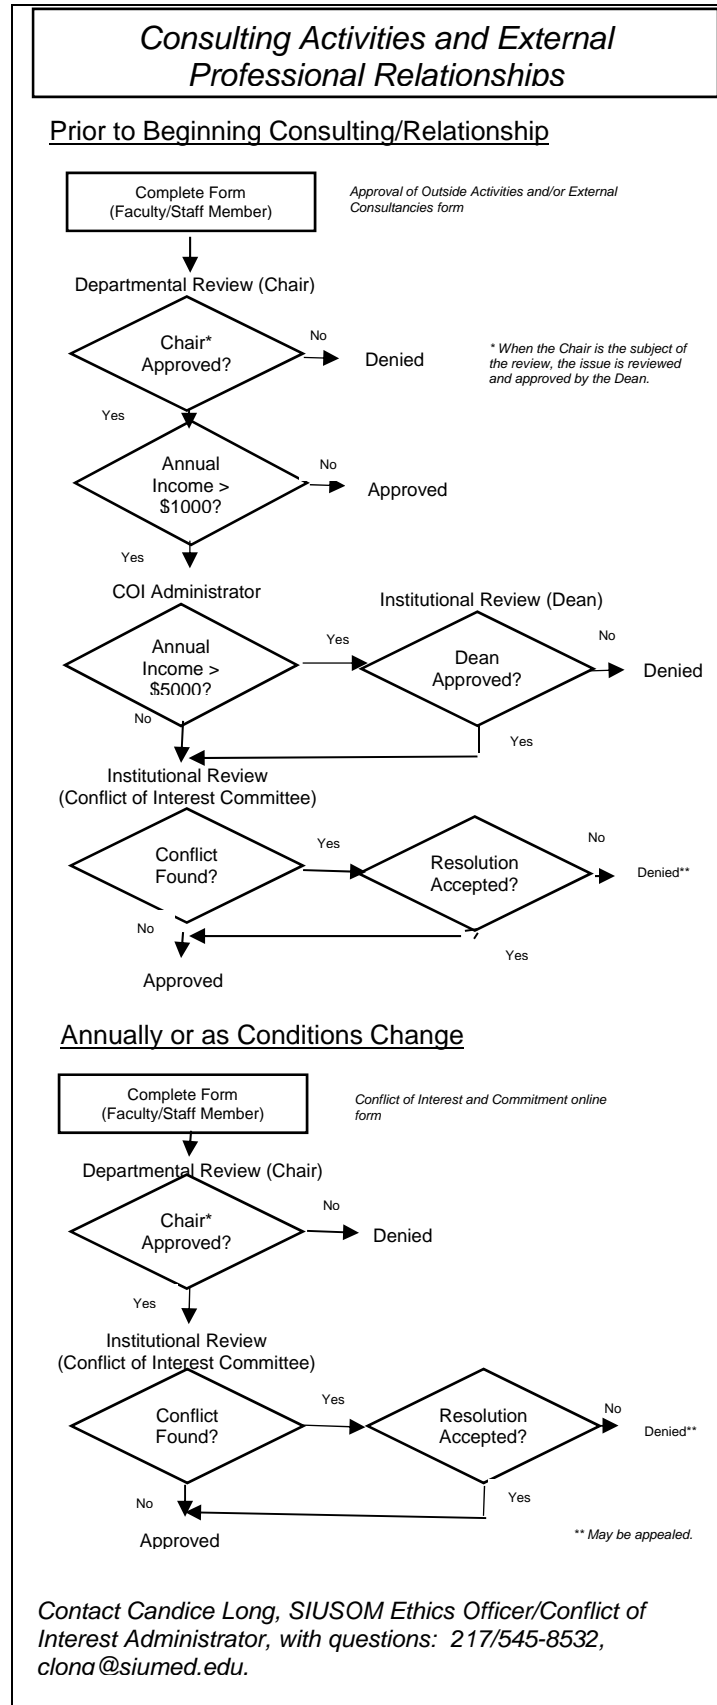 Consulting Activities and External
Professional Relationships
Prior to Beginning Consulting/Relationship
Complete Form
(Faculty/Staff Member)
Approval of Outside Activities and/or External
Consultancies form
Departmental Review (Chair)
Chair*
Approved?
No
Denied
* When the Chair is the subject of
the review, the issue is reviewed
and approved by the Dean.
Yes
Annual
Income >
$1000?
No
Approved
Yes
COI Administrator
Annual
Income >
$5000?
Yes
Institutional Review (Dean)
Dean
Approved?
No
Denied
No
Yes
Institutional Review
(Conflict of Interest Committee)
Conflict
Found?
Yes
Resolution
Accepted?
No
Denied**
No
Yes
Approved
Annually or as Conditions Change
Complete Form
(Faculty/Staff Member)
Conflict of Interest and Commitment online
form
Departmental Review (Chair)
Chair*
Approved?
No
Denied
Yes
Institutional Review
(Conflict of Interest Committee)
Conflict
Found?
Yes
Resolution
Accepted?
No
Denied**
No
Yes
Approved
** May be appealed.
Contact Candice Long, SIUSOM Ethics Officer/Conflict of
Interest Administrator, with questions:  217/545-8532,
clong@siumed.edu.